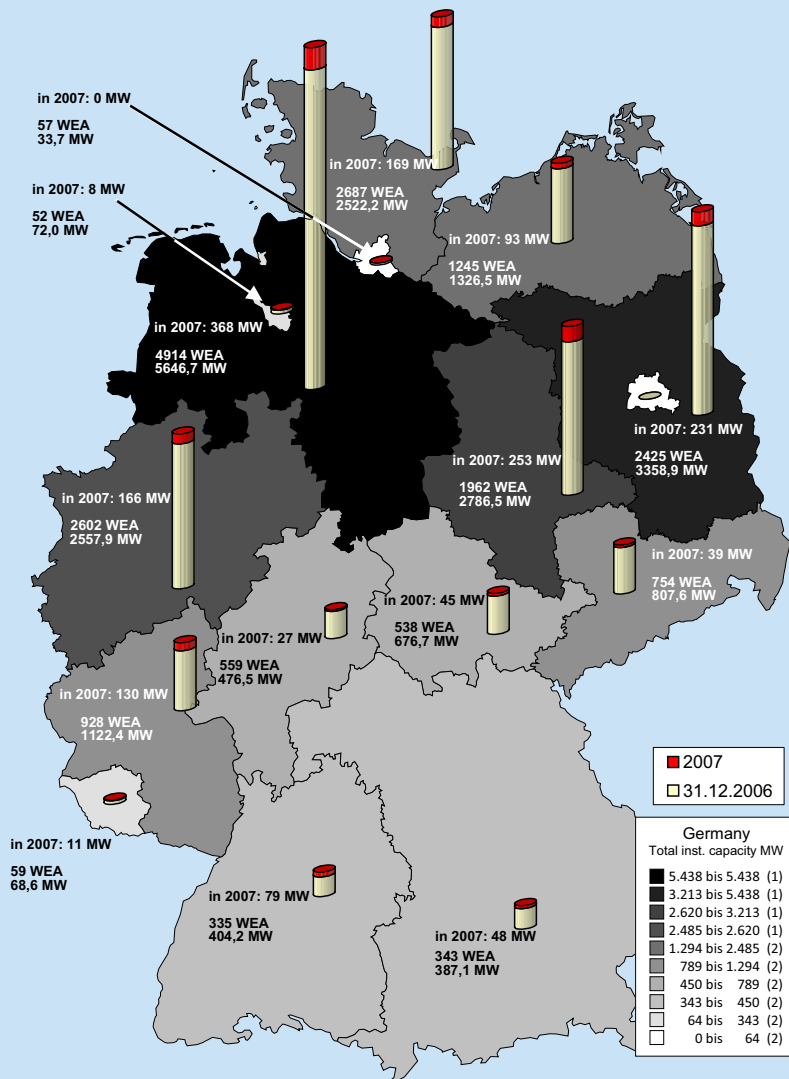 in 2007: 0 MW
57 WEA
33,7 MW
in 2007: 8 MW
52 WEA
72,0 MW
in 2007: 169 MW
2687 WEA
2522,2 MW
in 2007: 93 MW
1245 WEA
1326,5 MW
in 2007: 368 MW
4914 WEA
5646,7 MW
in 2007: 231 MW
2425 WEA
3358,9 MW
in 2007: 253 MW
1962 WEA
2786,5 MW
in 2007: 166 MW
2602 WEA
2557,9 MW
in 2007: 39 MW
754 WEA
807,6 MW
in 2007: 45 MW
538 WEA
676,7 MW
in 2007: 27 MW
559 WEA
476,5 MW
in 2007: 130 MW
928 WEA
1122,4 MW
in 2007: 11 MW
59 WEA
68,6 MW
in 2007: 79 MW
335 WEA
404,2 MW
in 2007: 48 MW
343 WEA
387,1 MW
2007
31.12.2006
Germany
Total inst. capacity MW
5.438 bis 5.438 (1)
3.213 bis 5.438 (1)
2.620 bis 3.213 (1)
2.485 bis 2.620 (1)
1.294 bis 2.485 (2)
789 bis 1.294 (2)
450 bis 789 (2)
343 bis 450 (2)
64 bis 343 (2)
0 bis 64 (2)